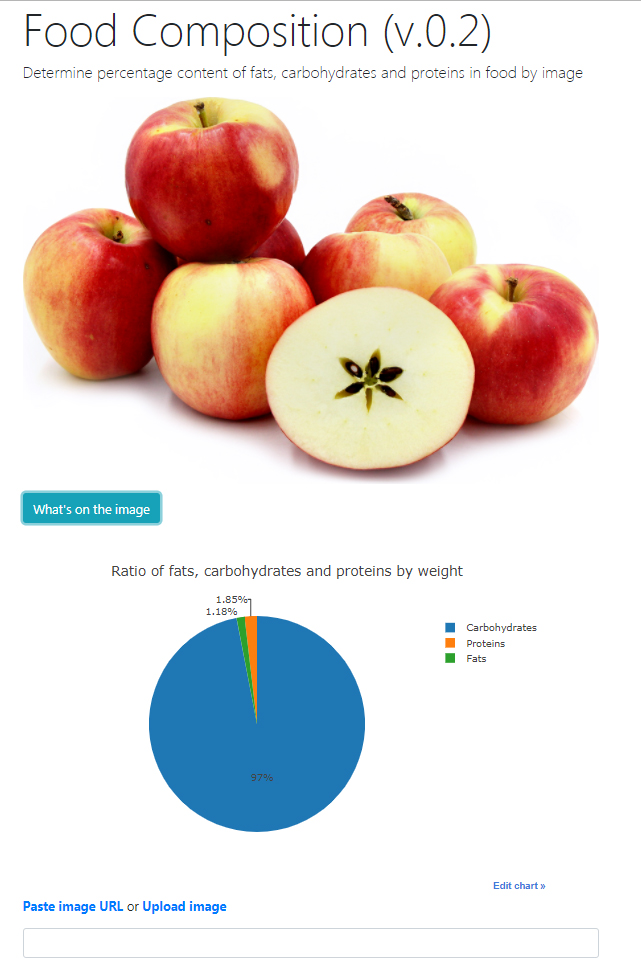 Food Composition (v.0.2)
Determine percentage content of fats, carbohydrates and proteins in food by image
What's on the image
Ratio of fats, carbohydrates and proteins by weight
1.85%
1.18%
Carbohydrates
Proteins
Fats
97%
Edit chart »
Paste image URL or Upload image